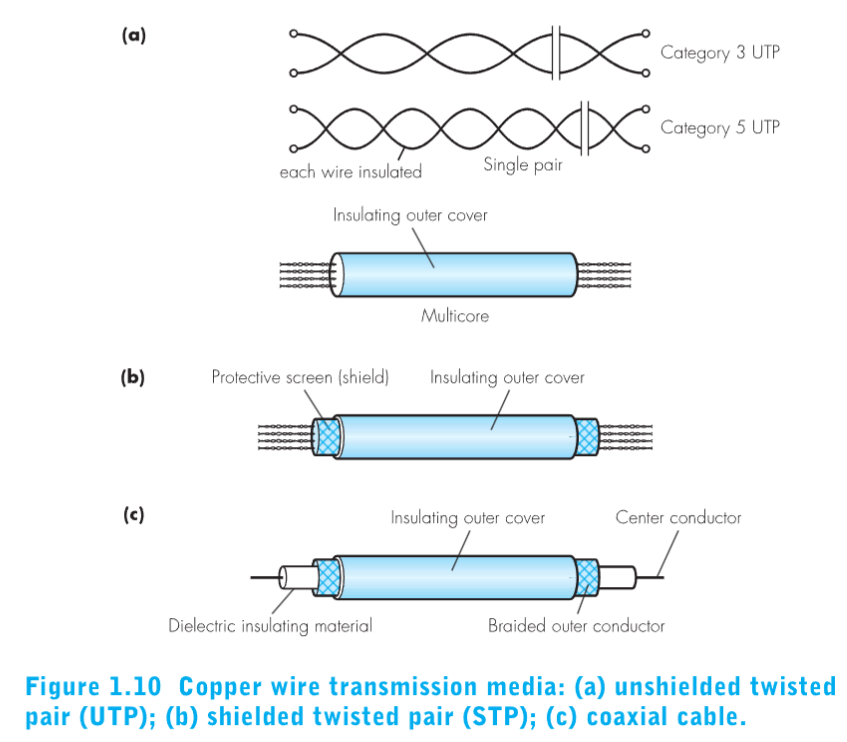 (a)
Category 3 UTP
Category 5 UTP
each wire insulated
Single pair
Insulating outer cover
Multicore
(b)
Protective screen (shield)
Insulating outer cover
(c)
Insulating outer cover
Center conductor
Dielectric insulating material
Braided outer conductor
Figure 1.10 Copper wire transmission media: (a) unshielded twisted
pair (UTP); (b) shielded twisted pair (STP); (c) coaxial cable.